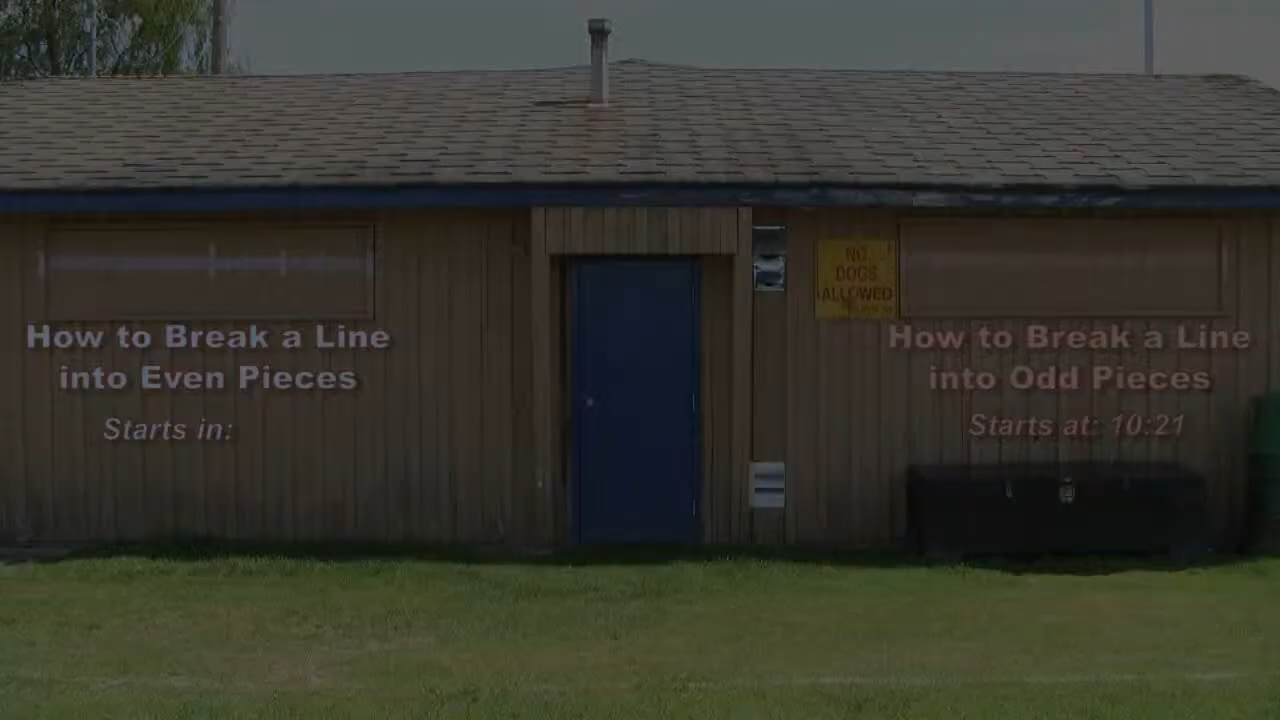 How to Break a Line
into Even Pieces
Starts in:
NO
DOGS
ALLOWED
How to Break a Line
into Odd Pieces
Starts at: 10:21